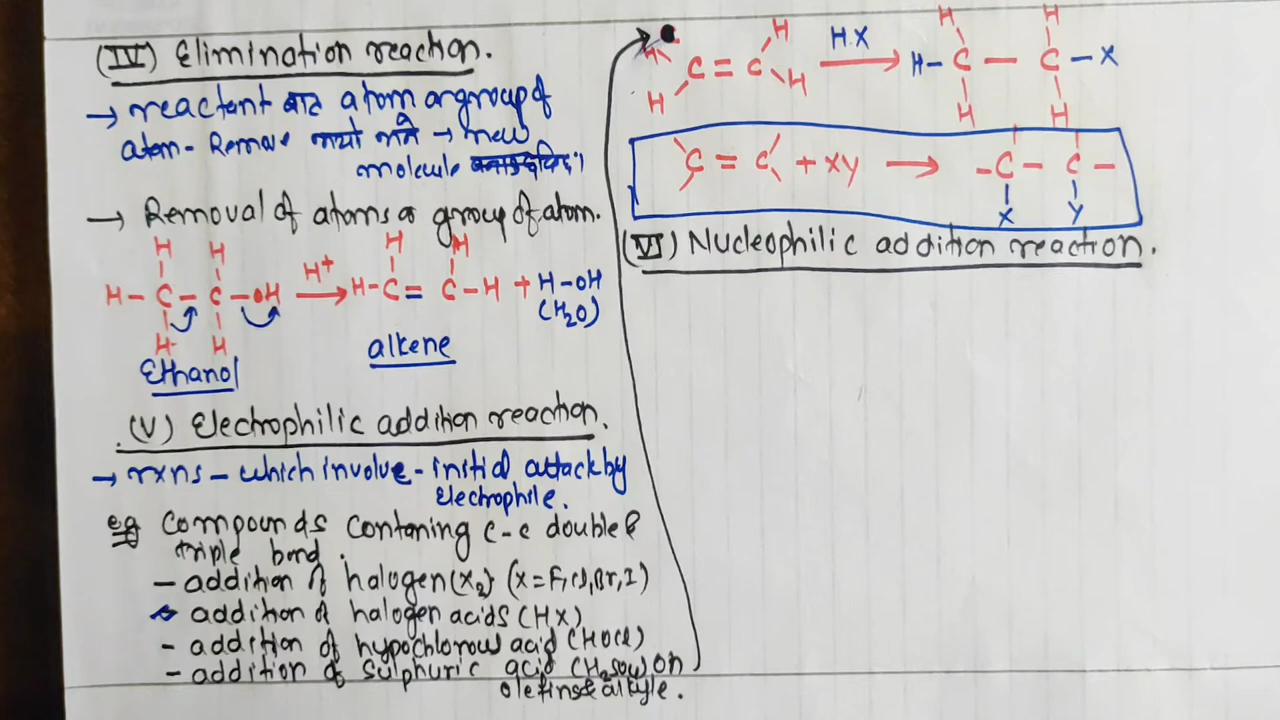 (IV) Elimination reaction.
→ reactant बाट atom or group of
atom - Remove गर्यो भने → new
molecule
→ Removal of atoms or group of atom.
H H H H
H - C - C - OH H+ → H - C = C - H + H - OH
(H2O)
H H
Ethanol alkene
(V) Electrophilic addition reaction.
→ rxns - which involve - initial attack by
Electrophile.
eg Compounds Contaning C-C double &
triple bond.
- addition of halogen (X2) (X=F,Cl,Br,I)
addition of halogen acids (HX)
- addition of hypochlorous acid (HOCl)
- addition of Sulphuric acid (H2SO4) on
olefins & alkyle.
H H H H
C = C H.X → H - C - C - X
H H H H
C = C + xy → - C - C -
X Y
(VI) Nucleophilic addition reaction.